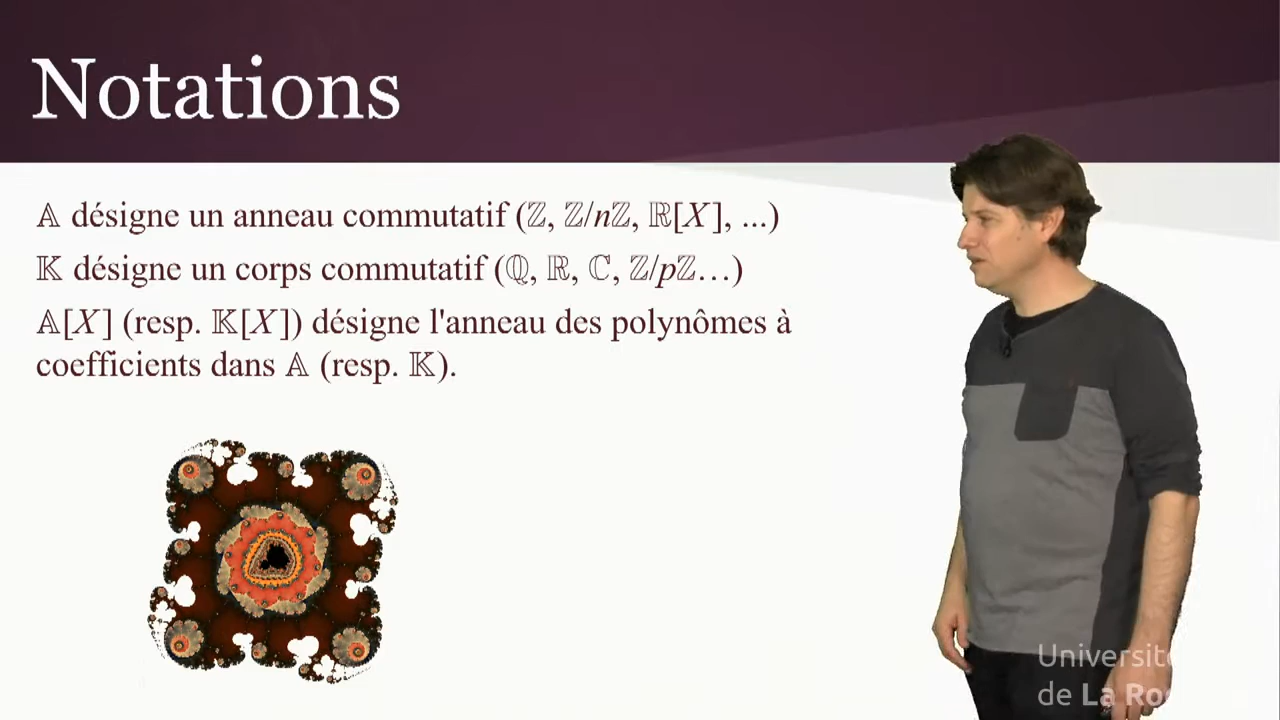 Notations
𝔸 désigne un anneau commutatif (ℤ, ℤ/nℤ, ℝ[X], ...)
𝕂 désigne un corps commutatif (ℚ, ℝ, ℂ, ℤ/pℤ…)
𝔸[X] (resp. 𝕂[X]) désigne l'anneau des polynômes à
coefficients dans 𝔸 (resp. 𝕂).
Université
de La